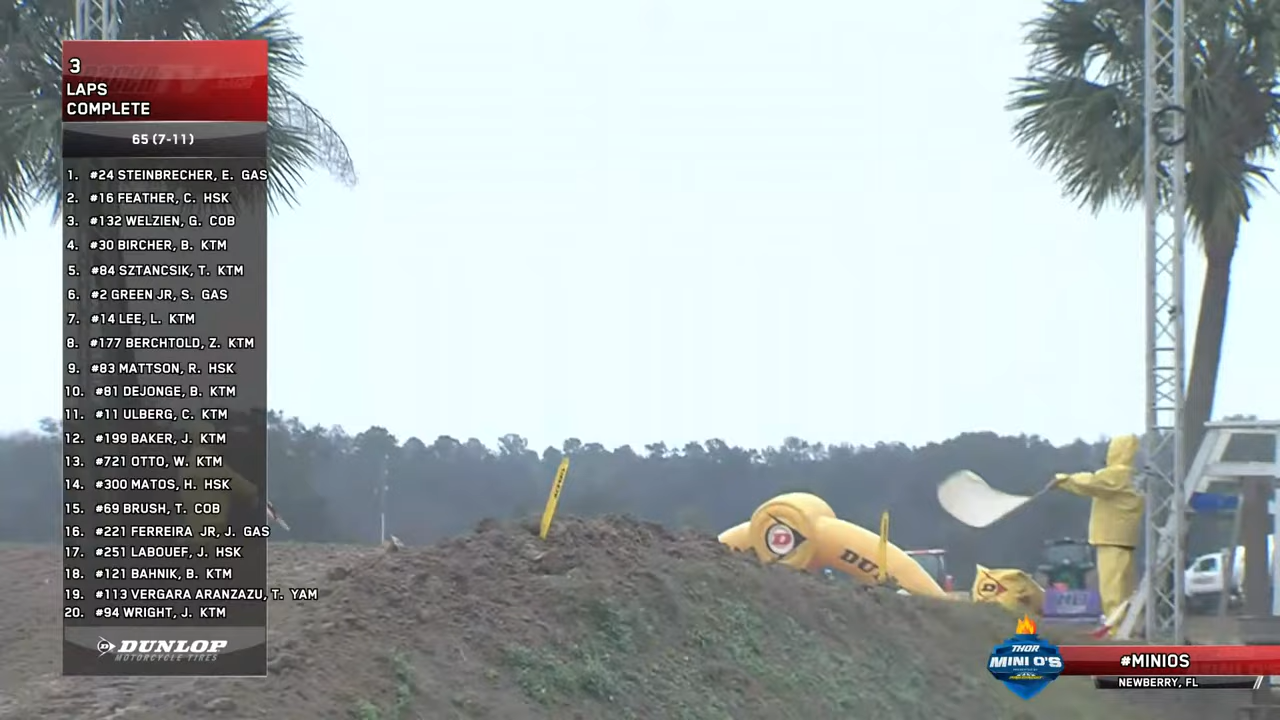 3
LAPS
COMPLETE
65 (7-11)
1. #24 STEINBRECHER, E. GAS
2. #16 FEATHER, C. HSK
3. #132 WELZIEN, G. COB
4. #30 BIRCHER, B. KTM
5. #84 SZTANCSIK, T. KTM
6. #2 GREEN JR, S. GAS
7. #14 LEE, L. KTM
8. #177 BERCHTOLD, Z. KTM
9. #83 MATTSON, R. HSK
10. #81 DEJONGE, B. KTM
11. #11 ULBERG, C. KTM
12. #199 BAKER, J. KTM
13. #721 OTTO, W. KTM
14. #300 MATOS, H. HSK
15. #69 BRUSH, T. COB
16. #221 FERREIRA JR, J. GAS
17. #251 LABOUEF, J. HSK
18. #121 BAHNIK, B. KTM
19. #113 VERGARA ARANZAZU, T. YAM
20. #94 WRIGHT, J. KTM
DUNLOP
MOTORCYCLE TIRES
D
DU
D
THOR
MINI O'S
#MINIOS
NEWBERRY, FL